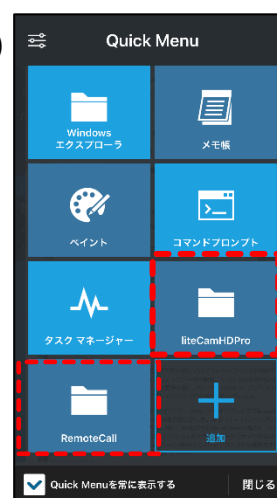 Quick Menu
Windows
エクスプローラ
メモ帳
ペイント
コマンドプロンプト
タスク マネージャー
liteCamHDPro
RemoteCall
追加
Quick Menuを常に表示する
閉じる